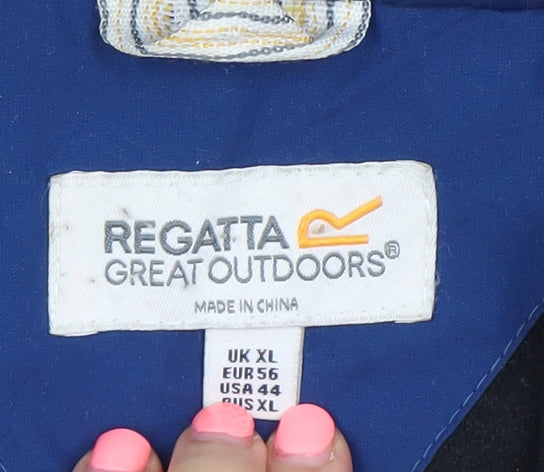 REGATTA
GREAT OUTDOORS®
MADE IN CHINA
UK XL
EUR 56
USA 44
RUS XL